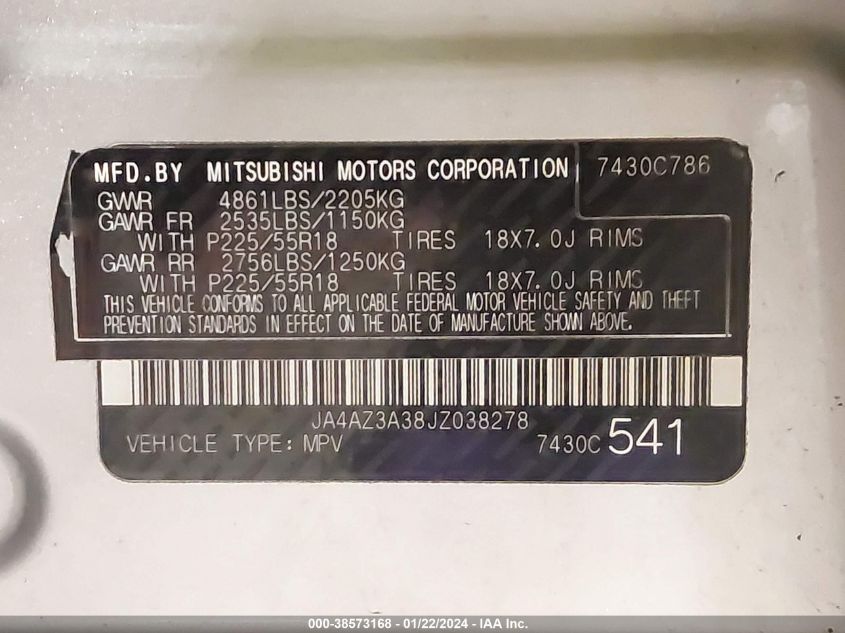 MFD.BY MITSUBISHI MOTORS CORPORATION 7430C786
GWWR 4861LBS/2205KG
GAWR FR 2535LBS/1150KG
WITH P225/55R18 TIRES 18X7.0J RIMS
GAWR RR 2756LBS/1250KG
WITH P225/55R18 TIRES 18X7.0J RIMS
THIS VEHICLE CONFORMS TO ALL APPLICABLE FEDERAL MOTOR VEHICLE SAFETY AND THEFT
PREVENTION STANDARDS IN EFFECT ON THE DATE OF MANUFACTURE SHOWN ABOVE.
JA4AZ3A38JZ038278
VEHICLE TYPE: MPV 7430C 541
000-38573168 - 01/22/2024 - IAA Inc.